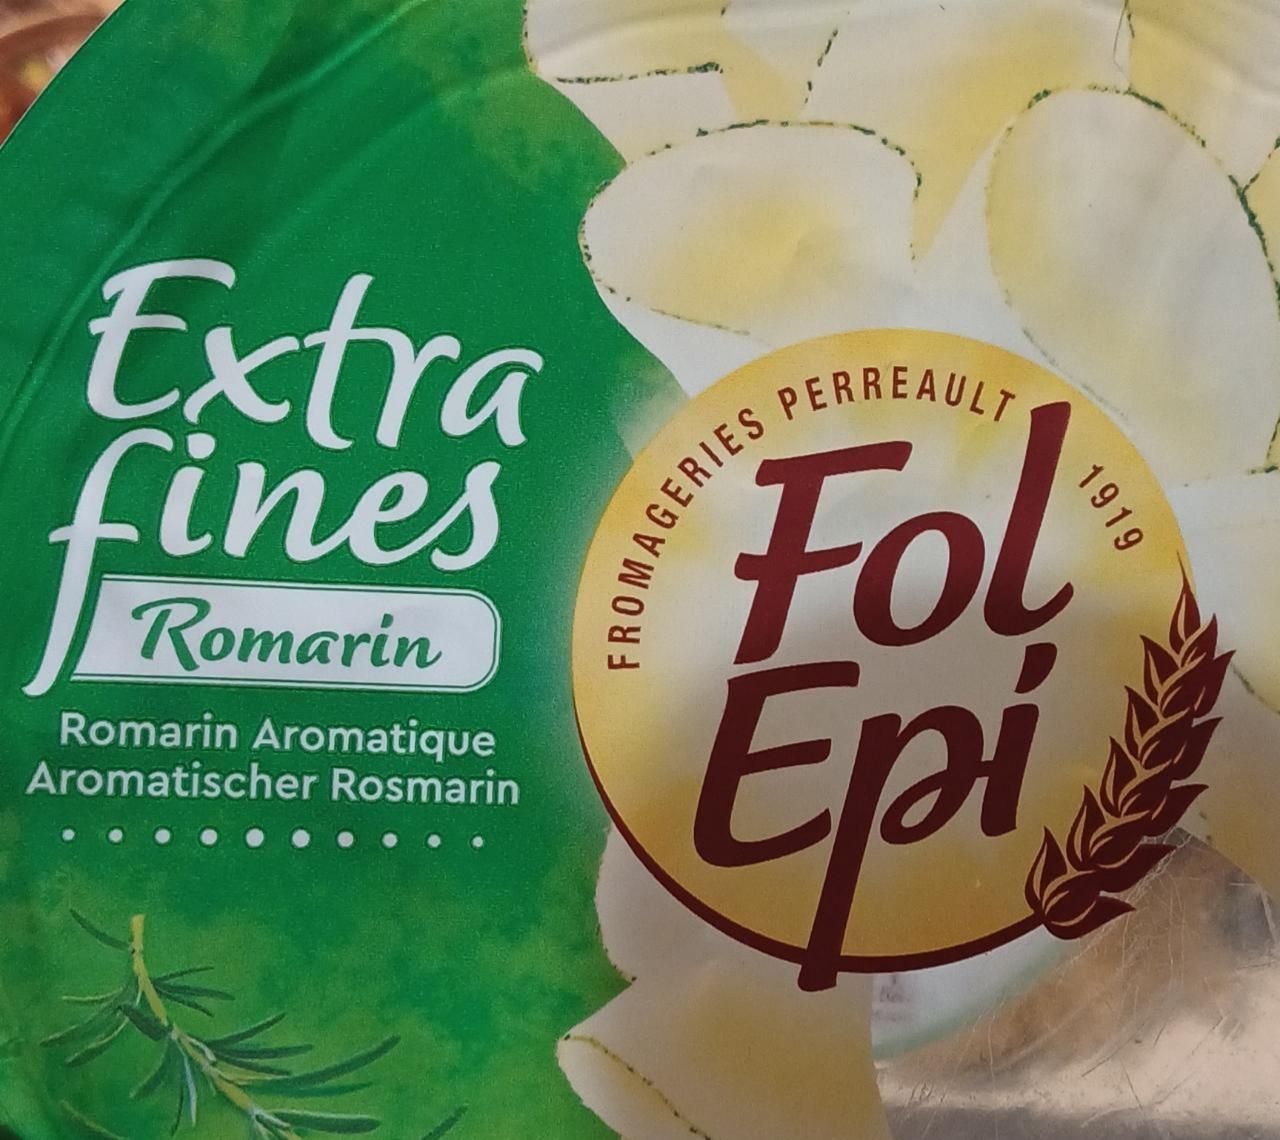 Extra
fines
Romarin
Romarin Aromatique
Aromatischer Rosmarin
FROMAGERIES PERREAULT 1919
Fol
Epi